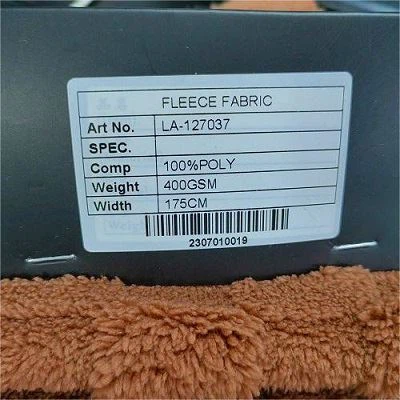 FLEECE FABRIC
Art No. LA-127037
SPEC.
Comp 100%POLY
Weight 400GSM
Width 175CM
2307010019